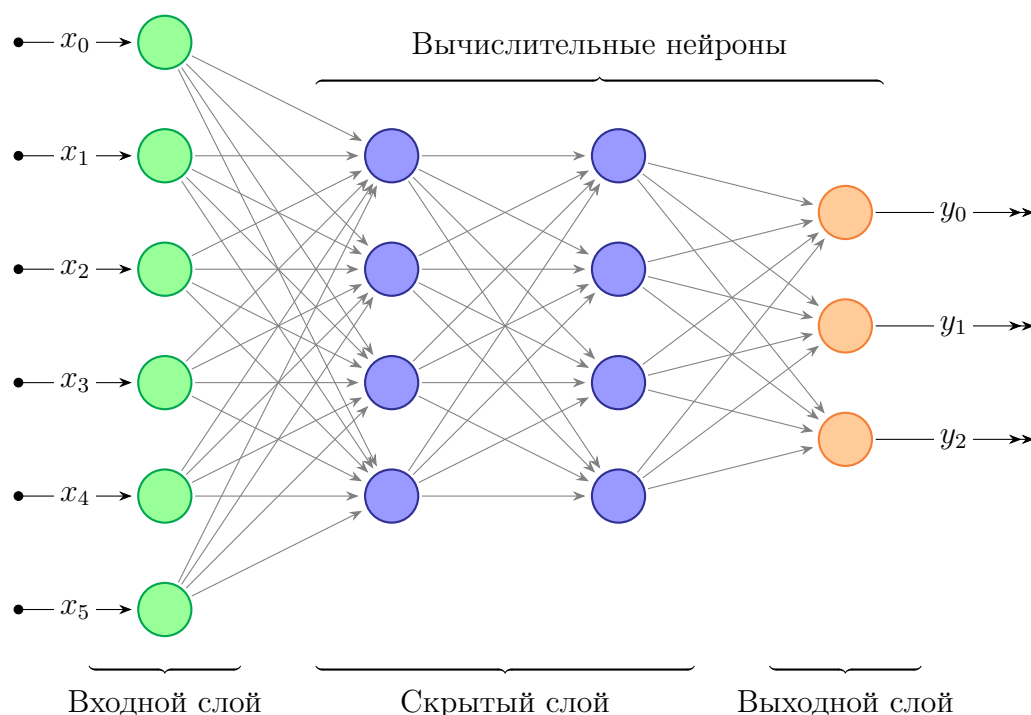 x₀
Вычислительные нейроны
x₁
y₀
x₂
y₁
x₃
y₂
x₄
x₅
Входной слой
Скрытый слой
Выходной слой